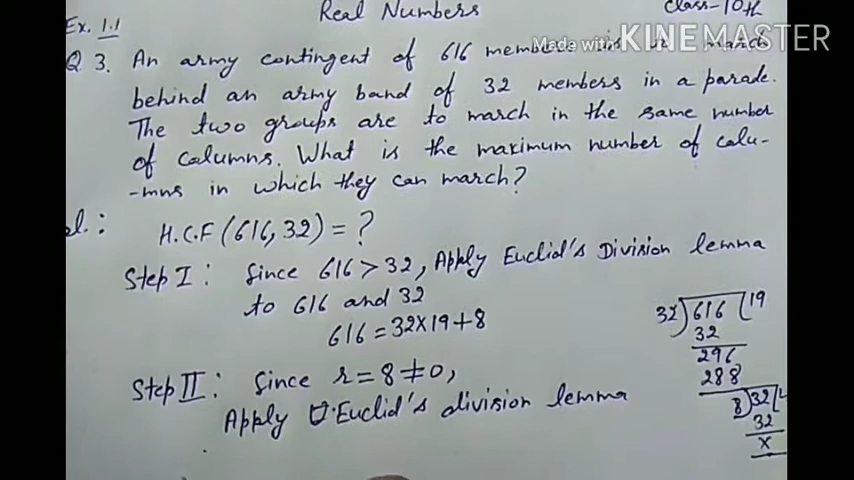 Real Numbers
Class-10th
Ex. 1.1
Made with KINEMASTER
Q 3. An army contingent of 616 members is to march
behind an army band of 32 members in a parade.
The two groups are to march in the same number
of columns. What is the maximum number of colu-
-mns in which they can march?
H.C.F (616, 32) = ?
Step I : Since 616 > 32, Apply Euclid's Division lemma
to 616 and 32
616 = 32 x 19 + 8
Step II : Since r = 8 ≠ 0,
Apply Euclid's division lemma
32 ) 616 ( 19
32
296
288
8 ) 32 (
32
x